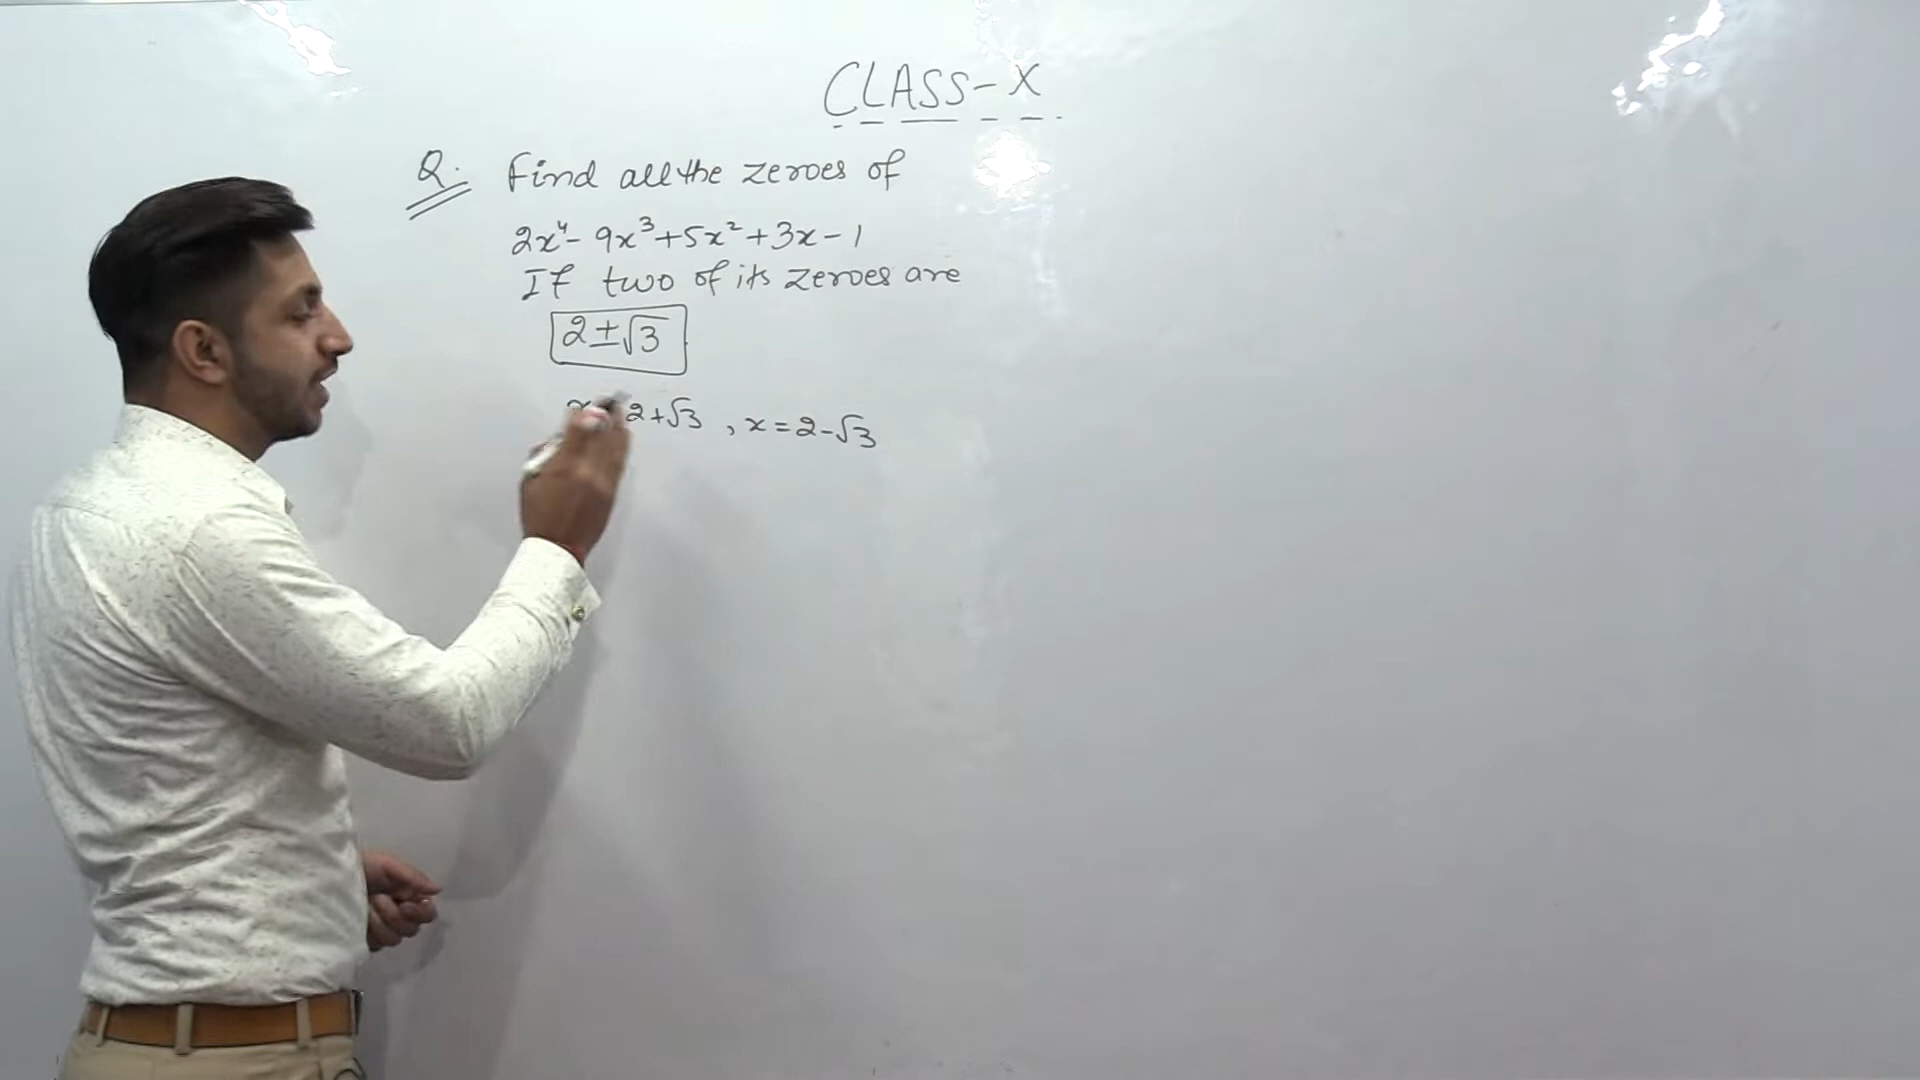 CLASS-X
Q. Find all the zeroes of
2x⁴- 9x³+5x²+3x-1
If two of its zeroes are
2±√3
x = 2+√3 , x=2-√3